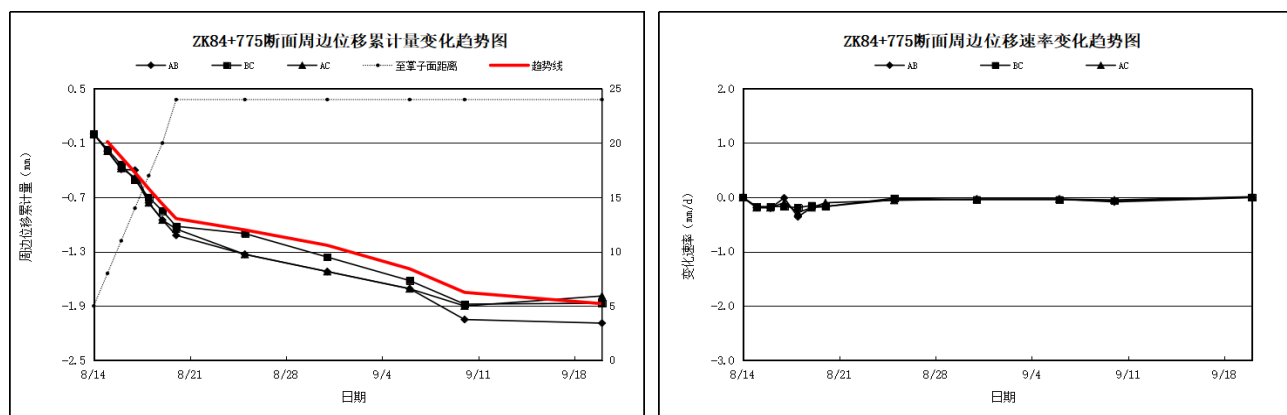 ZK84+775断面周边位移累计量变化趋势图
AB BC AC 至掌子面距离 趋势线
0.5
-0.1
-0.7
-1.3
-1.9
-2.5
25
20
15
10
5
0
周边位移累计量（mm）
8/14 8/21 8/28 9/4 9/11 9/18
日期
ZK84+775断面周边位移速率变化趋势图
AB BC AC
2.0
1.0
0.0
-1.0
-2.0
-3.0
变化速率（mm/d）
8/14 8/21 8/28 9/4 9/11 9/18
日期